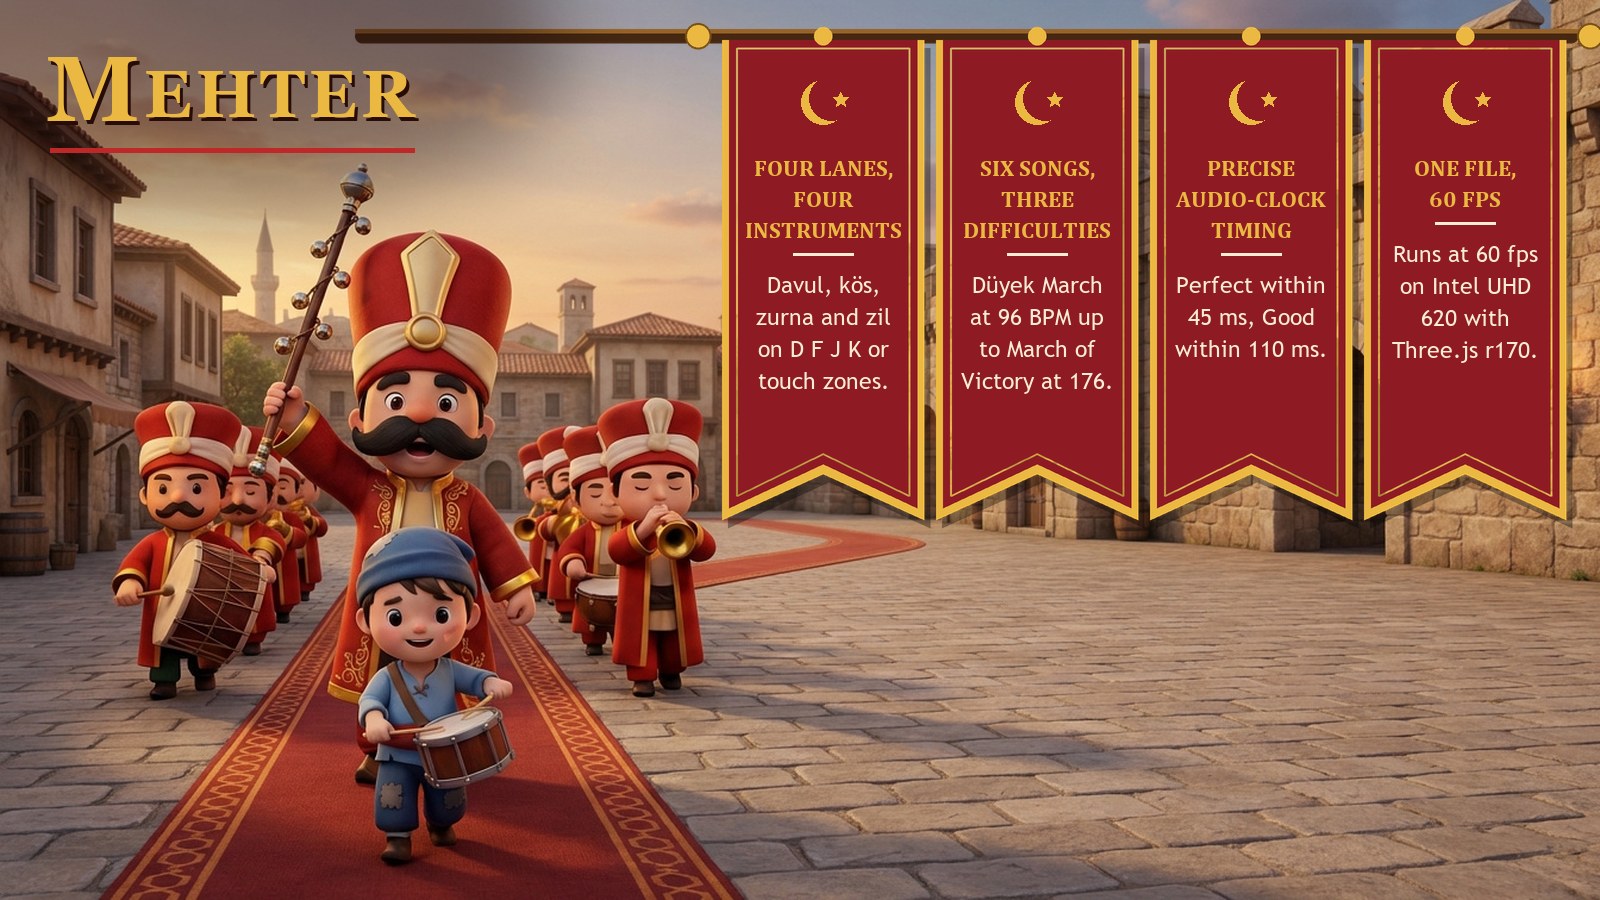 MEHTER
FOUR LANES,
FOUR
INSTRUMENTS
Davul, kös,
zurna and zil
on D F J K or
touch zones.
SIX SONGS,
THREE
DIFFICULTIES
Düyek March
at 96 BPM up
to March of
Victory at 176.
PRECISE
AUDIO-CLOCK
TIMING
Perfect within
45 ms, Good
within 110 ms.
ONE FILE,
60 FPS
Runs at 60 fps
on Intel UHD
620 with
Three.js r170.